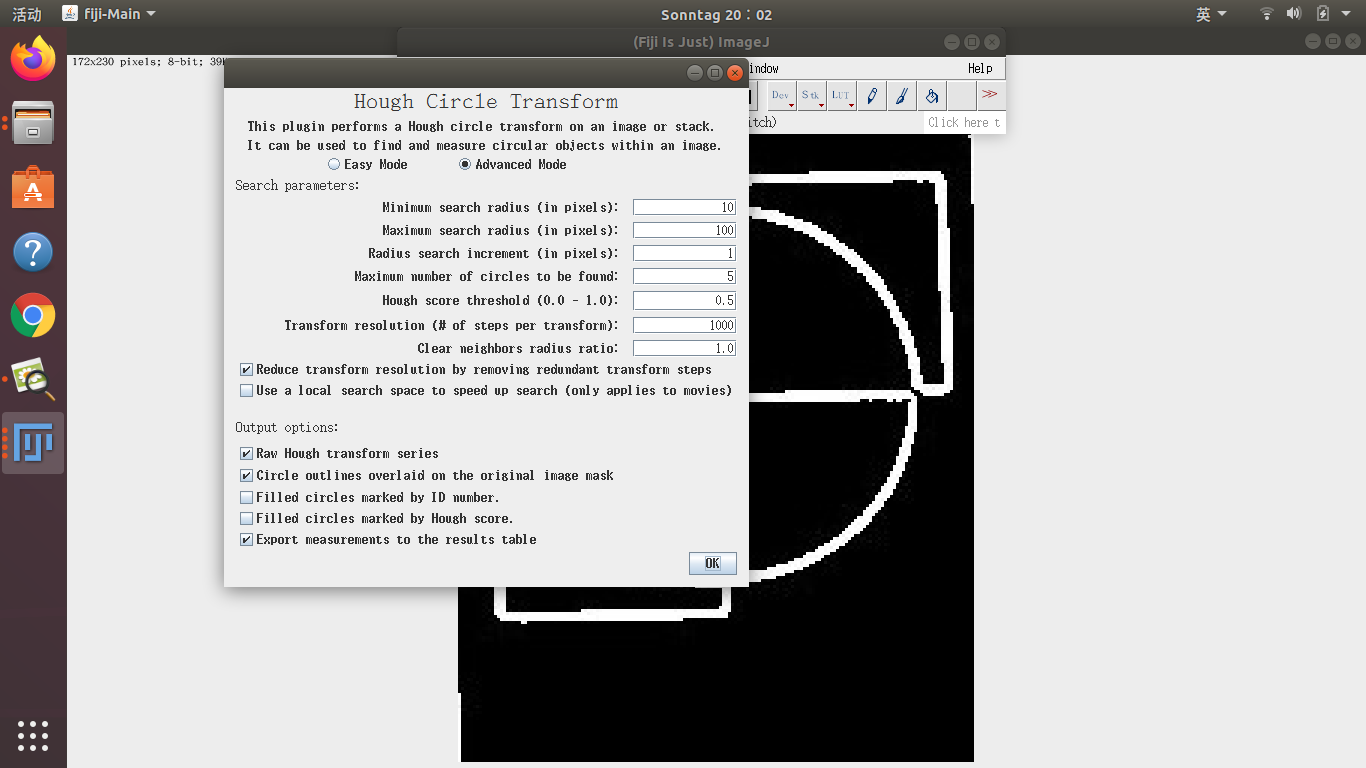 活动 fiji-Main Sonntag 20：02 英
(Fiji Is Just) ImageJ
172x230 pixels; 8-bit; 39
Help
Dev Stk LUT >>
Click here t
Hough Circle Transform
This plugin performs a Hough circle transform on an image or stack.
It can be used to find and measure circular objects within an image.
Easy Mode Advanced Mode
Search parameters:
Minimum search radius (in pixels): 10
Maximum search radius (in pixels): 100
Radius search increment (in pixels): 1
Maximum number of circles to be found: 5
Hough score threshold (0.0 - 1.0): 0.5
Transform resolution (# of steps per transform): 1000
Clear neighbors radius ratio: 1.0
Reduce transform resolution by removing redundant transform steps
Use a local search space to speed up search (only applies to movies)
Output options:
Raw Hough transform series
Circle outlines overlaid on the original image mask
Filled circles marked by ID number.
Filled circles marked by Hough score.
Export measurements to the results table
OK